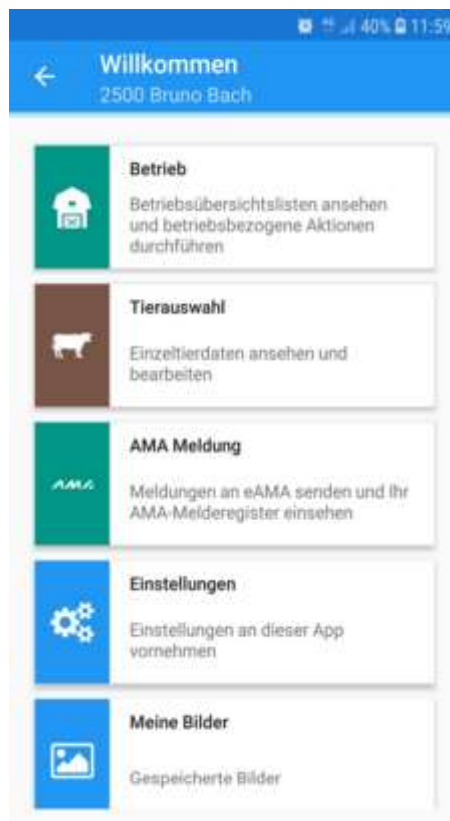 40% 11:59
Willkommen
2500 Bruno Bach
Betrieb
Betriebsübersichtslisten ansehen
und betriebsbezogene Aktionen
durchführen
Tierauswahl
Einzeltierdaten ansehen und
bearbeiten
AMA Meldung
AMA
Meldungen an eAMA senden und Ihr
AMA-Melderegister einsehen
Einstellungen
Einstellungen an dieser App
vornehmen
Meine Bilder
Gespeicherte Bilder